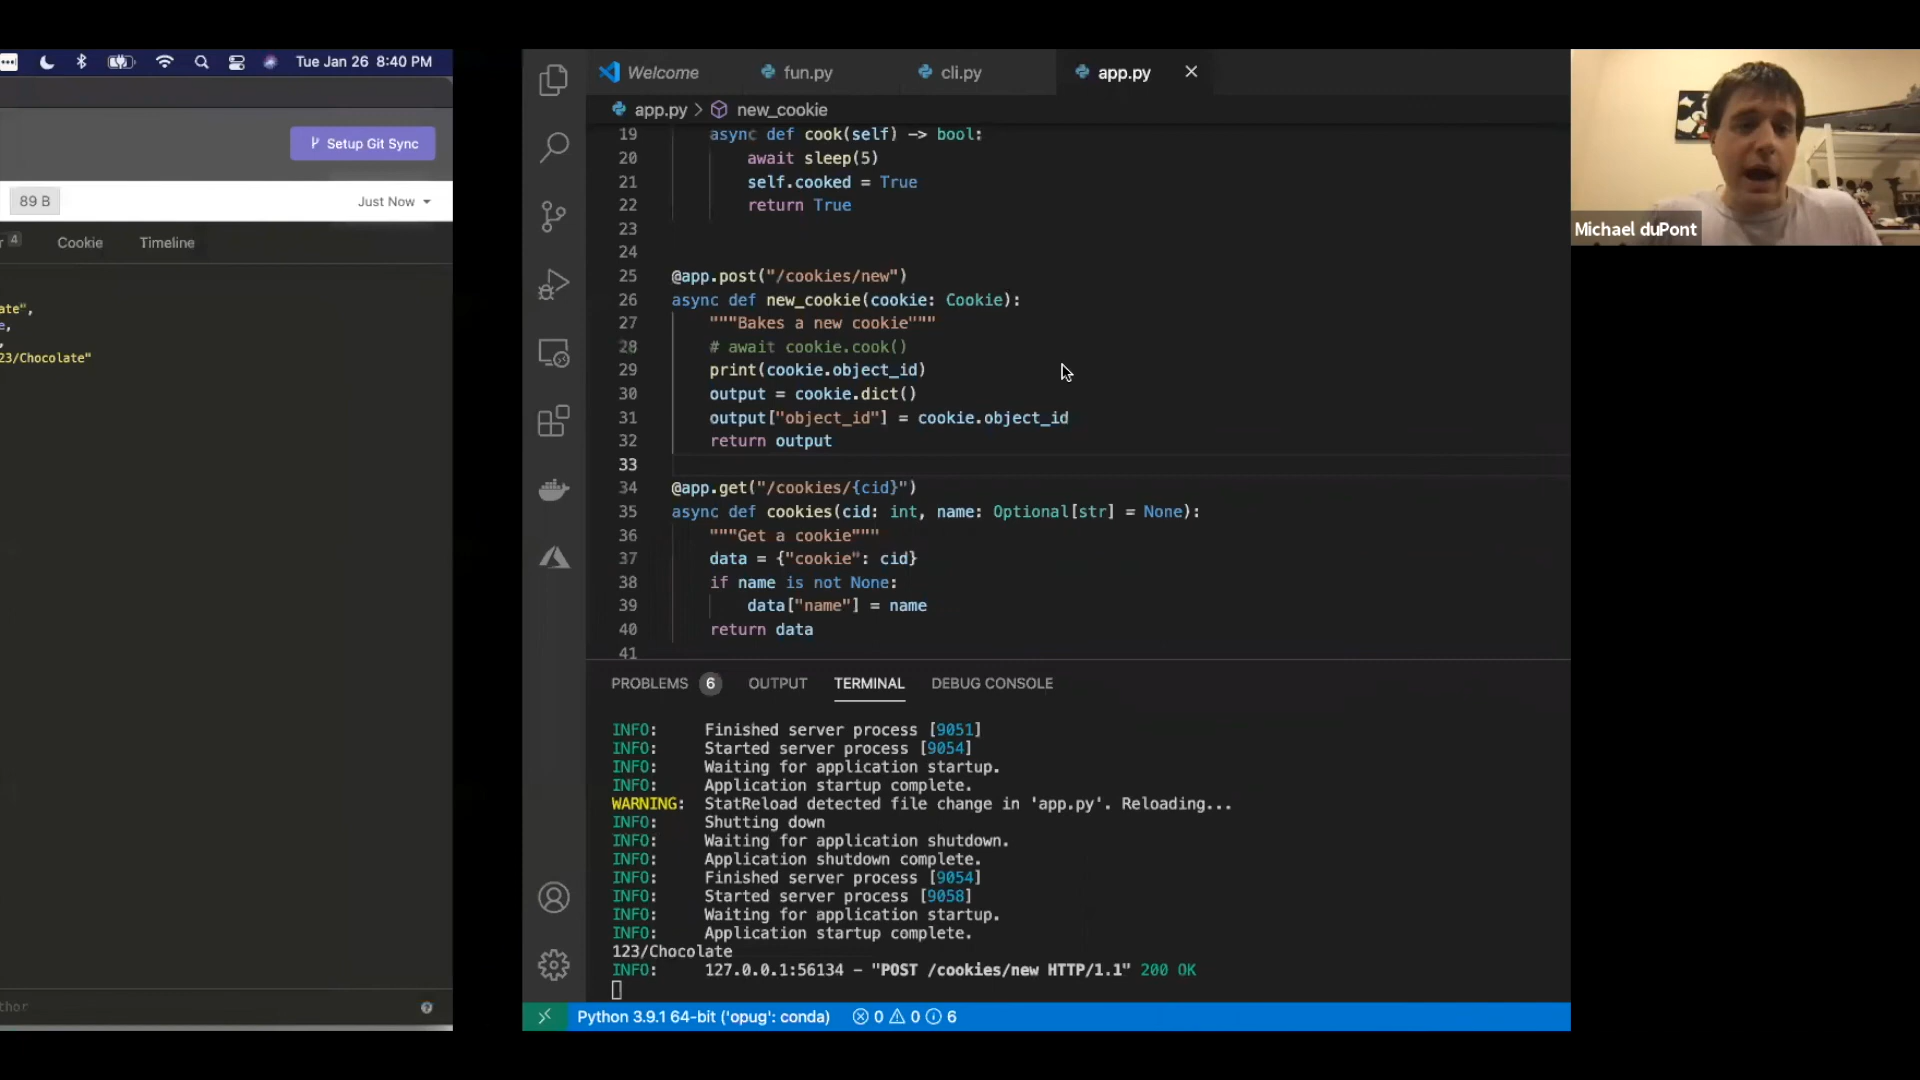 Tue Jan 26 8:40 PM
Setup Git Sync
89 B
Just Now
4
Cookie
Timeline
ate",
e,
,
23/Chocolate"
thor
Welcome
fun.py
cli.py
app.py
app.py > new_cookie
19 async def cook(self) -> bool:
20 await sleep(5)
21 self.cooked = True
22 return True
23
24
25 @app.post("/cookies/new")
26 async def new_cookie(cookie: Cookie):
27 """Bakes a new cookie"""
28 # await cookie.cook()
29 print(cookie.object_id)
30 output = cookie.dict()
31 output["object_id"] = cookie.object_id
32 return output
33
34 @app.get("/cookies/{cid}")
35 async def cookies(cid: int, name: Optional[str] = None):
36 """Get a cookie"""
37 data = {"cookie": cid}
38 if name is not None:
39 data["name"] = name
40 return data
41
PROBLEMS 6 OUTPUT TERMINAL DEBUG CONSOLE
INFO: Finished server process [9051]
INFO: Started server process [9054]
INFO: Waiting for application startup.
INFO: Application startup complete.
WARNING: StatReload detected file change in 'app.py'. Reloading...
INFO: Shutting down
INFO: Waiting for application shutdown.
INFO: Application shutdown complete.
INFO: Finished server process [9054]
INFO: Started server process [9058]
INFO: Waiting for application startup.
INFO: Application startup complete.
123/Chocolate
INFO: 127.0.0.1:56134 - "POST /cookies/new HTTP/1.1" 200 OK
Python 3.9.1 64-bit ('opug': conda) 0 0 6
Michael duPont